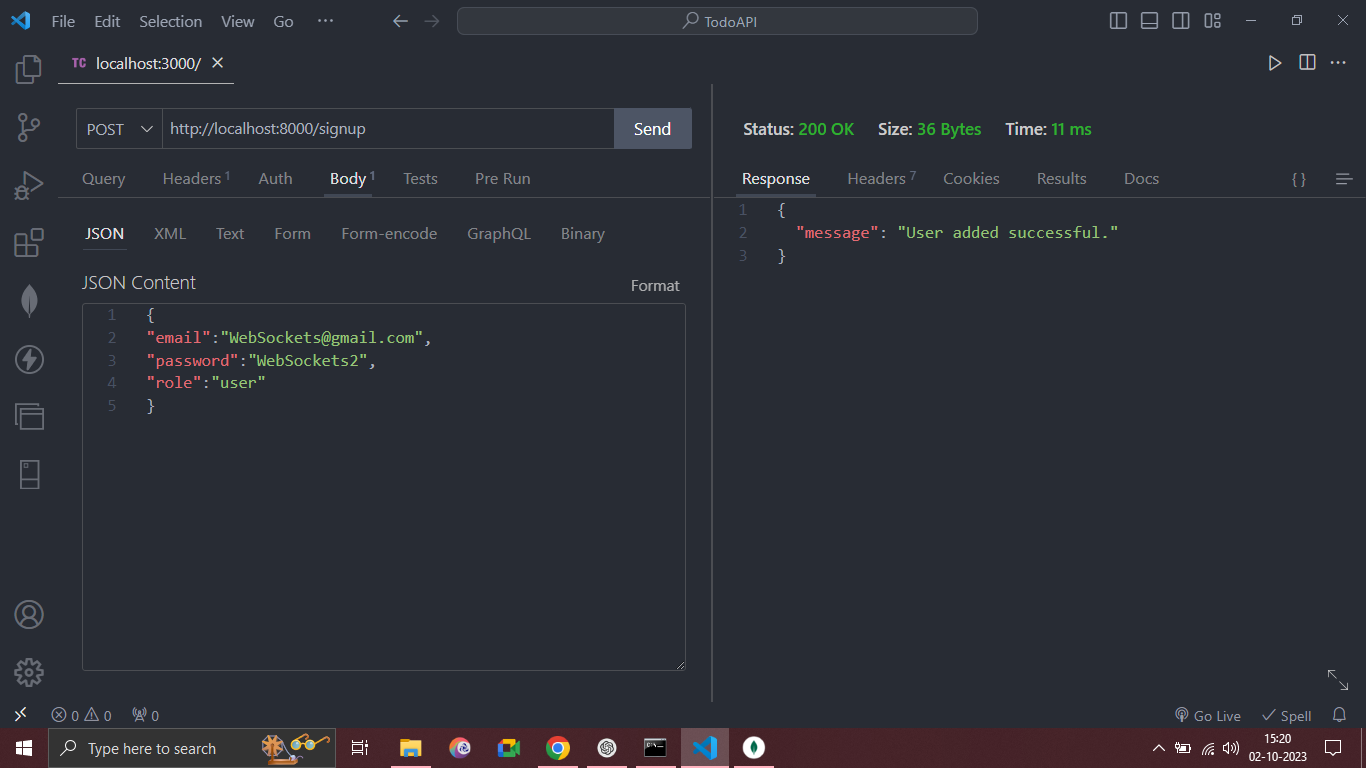 File Edit Selection View Go ··· TodoAPI
TC localhost:3000/
POST http://localhost:8000/signup Send
Status: 200 OK Size: 36 Bytes Time: 11 ms
Query Headers 1 Auth Body 1 Tests Pre Run
Response Headers 7 Cookies Results Docs { }
JSON XML Text Form Form-encode GraphQL Binary
JSON Content
Format
1 {
2 "email":"WebSockets@gmail.com",
3 "password":"WebSockets2",
4 "role":"user"
5 }
1 {
2 "message": "User added successful."
3 }
0 0 0 Go Live Spell
Type here to search
15:20
02-10-2023